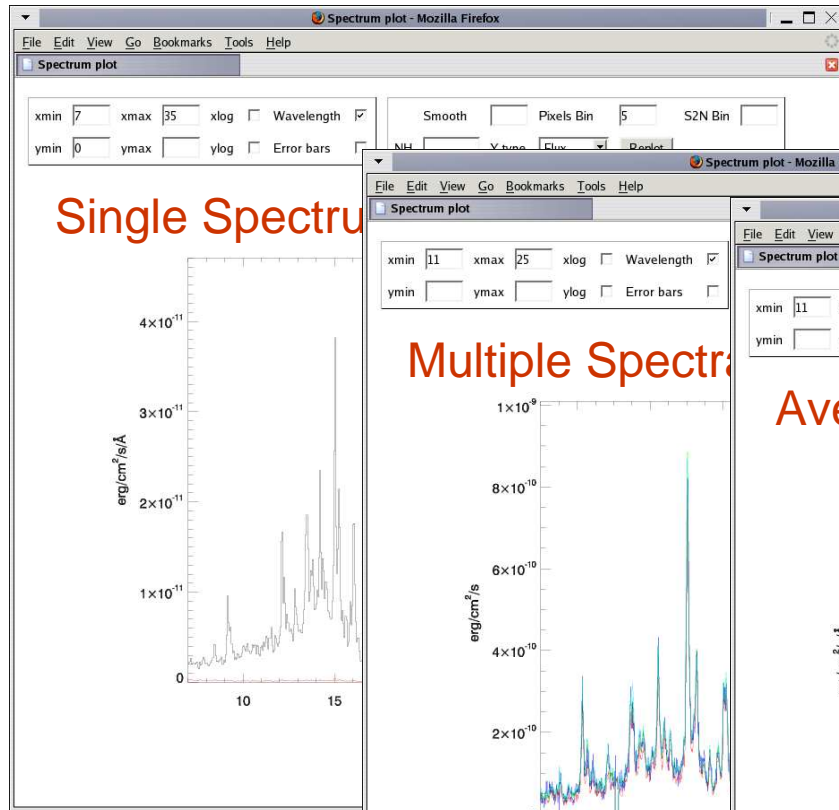 Spectrum plot - Mozilla Firefox
File Edit View Go Bookmarks Tools Help
Spectrum plot
xmin 7 xmax 35 xlog Wavelength Smooth Pixels Bin 5 S2N Bin
ymin 0 ymax ylog Error bars NH Y type Flux Replot
Single Spectru
4×10⁻¹¹
3×10⁻¹¹
2×10⁻¹¹
1×10⁻¹¹
0
erg/cm²/s/Å
10 15
Spectrum plot - Mozilla
File Edit View Go Bookmarks Tools Help
Spectrum plot
xmin 11 xmax 25 xlog Wavelength
ymin ymax ylog Error bars
Multiple Spectra
1×10⁻⁹
8×10⁻¹⁰
6×10⁻¹⁰
4×10⁻¹⁰
2×10⁻¹⁰
erg/cm²/s
File Edit View
Spectrum plot
xmin 11
ymin
Ave